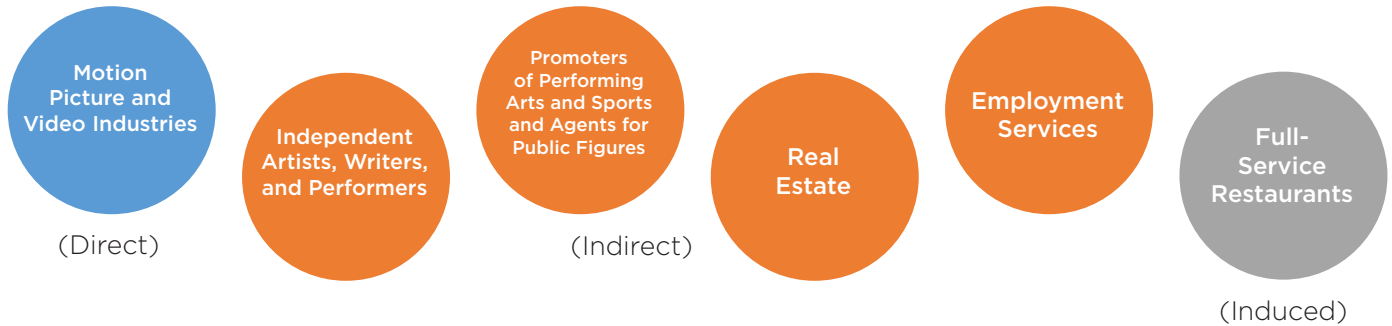 Motion
Picture and
Video Industries
(Direct)
Independent
Artists, Writers,
and Performers
Promoters
of Performing
Arts and Sports
and Agents for
Public Figures
(Indirect)
Real
Estate
Employment
Services
Full-
Service
Restaurants
(Induced)